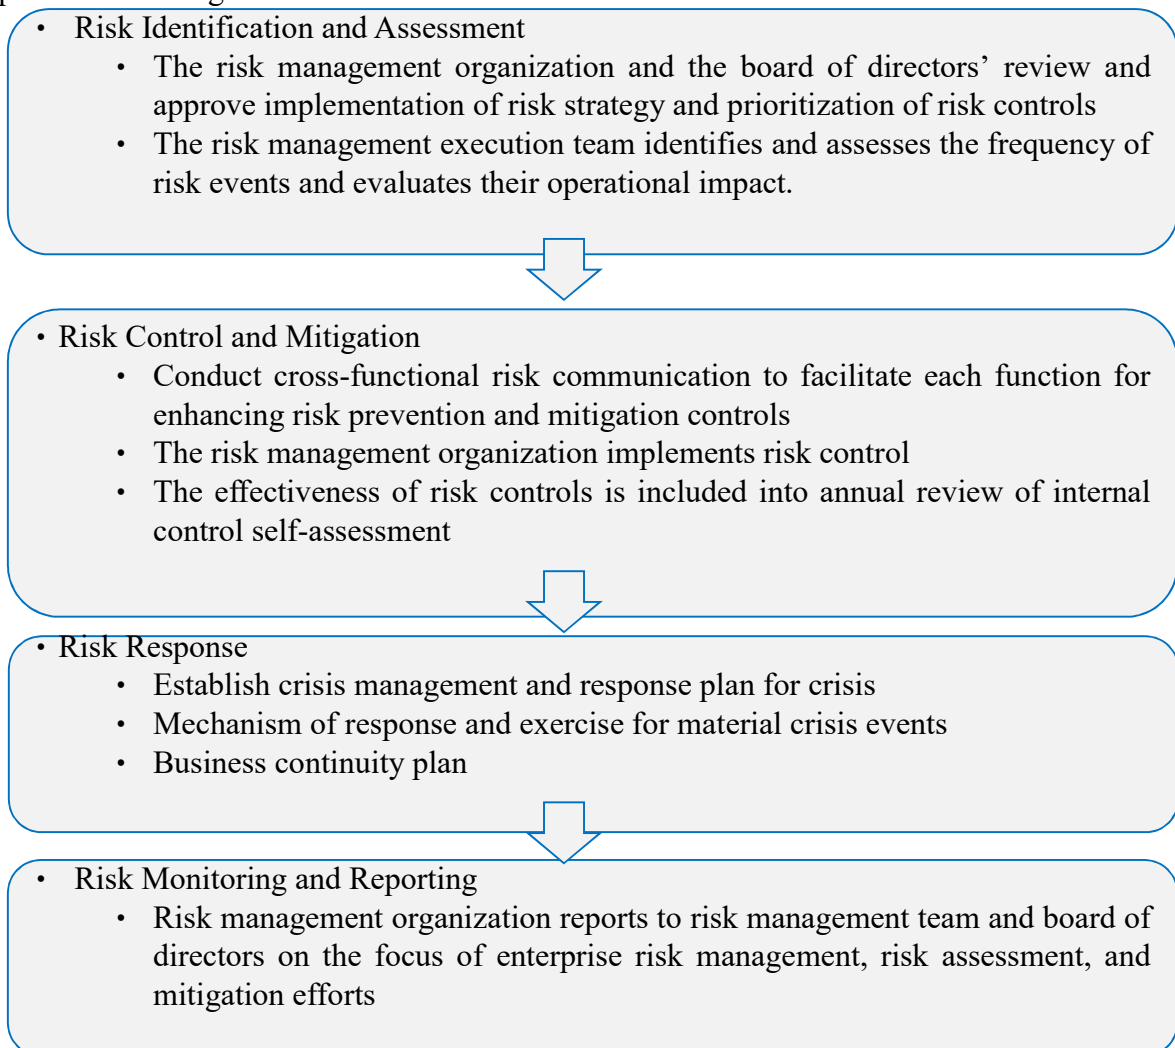 • Risk Identification and Assessment
• The risk management organization and the board of directors’ review and
approve implementation of risk strategy and prioritization of risk controls
• The risk management execution team identifies and assesses the frequency of
risk events and evaluates their operational impact.
• Risk Control and Mitigation
• Conduct cross-functional risk communication to facilitate each function for
enhancing risk prevention and mitigation controls
• The risk management organization implements risk control
• The effectiveness of risk controls is included into annual review of internal
control self-assessment
• Risk Response
• Establish crisis management and response plan for crisis
• Mechanism of response and exercise for material crisis events
• Business continuity plan
• Risk Monitoring and Reporting
• Risk management organization reports to risk management team and board of
directors on the focus of enterprise risk management, risk assessment, and
mitigation efforts